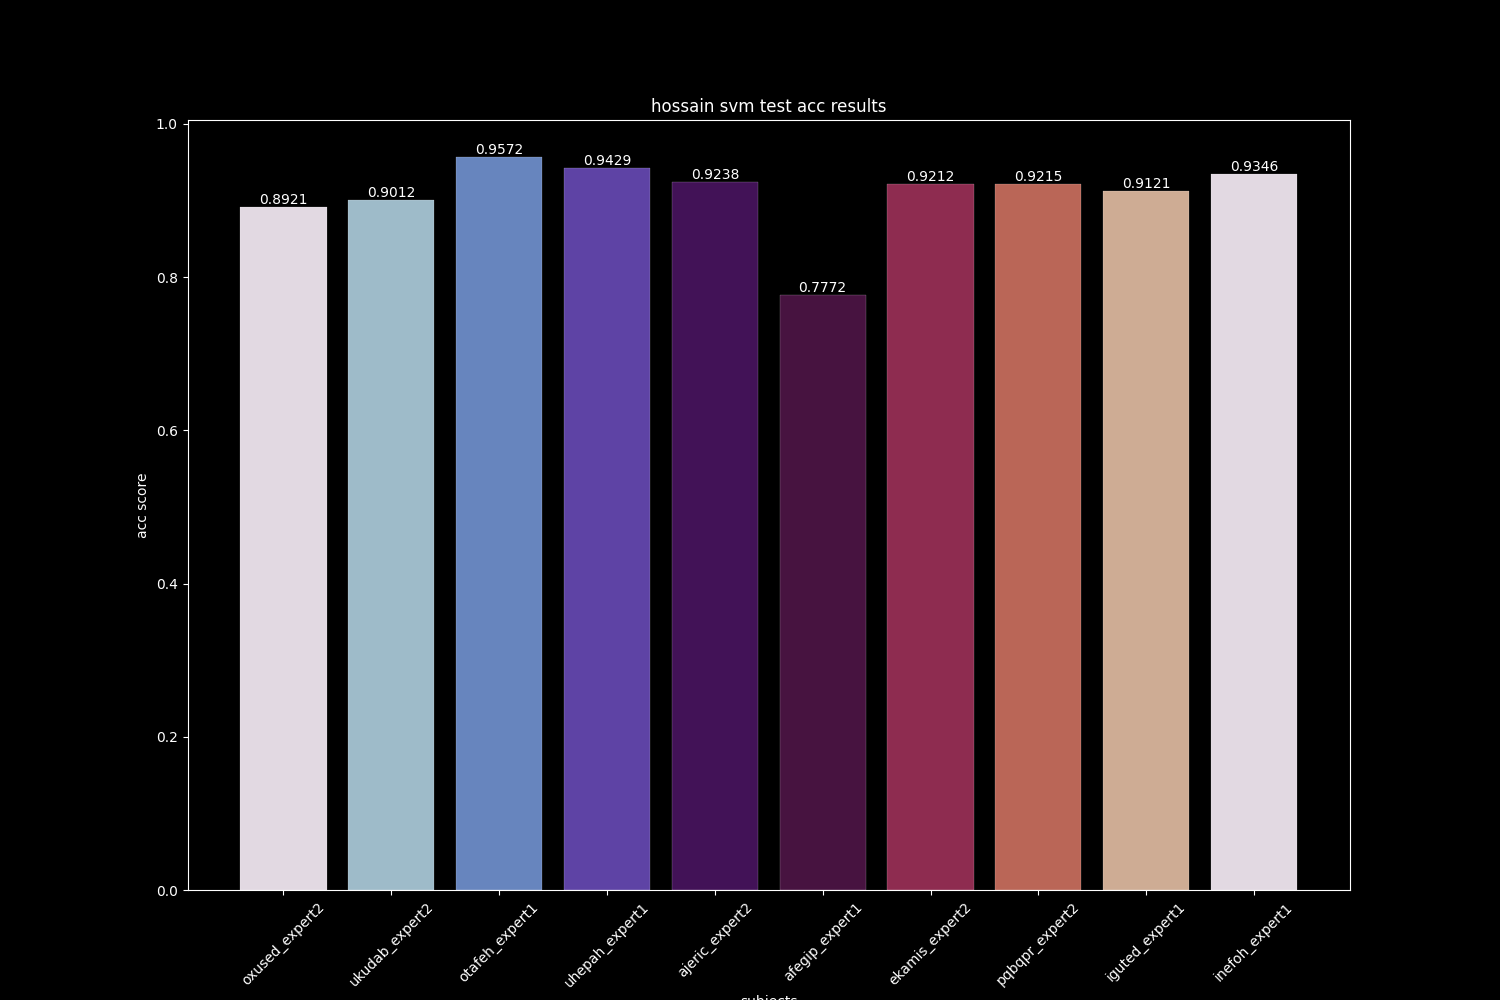 hossain svm test acc results
1.0
0.8
0.6
0.4
0.2
0.0
acc score
0.8921
0.9012
0.9572
0.9429
0.9238
0.7772
0.9212
0.9215
0.9121
0.9346
oxused_expert2
ukudab_expert2
otafeh_expert1
uhepah_expert1
ajeric_expert2
afegip_expert1
ekamis_expert2
pqbqpr_expert2
iguted_expert1
inefoh_expert1
subjects